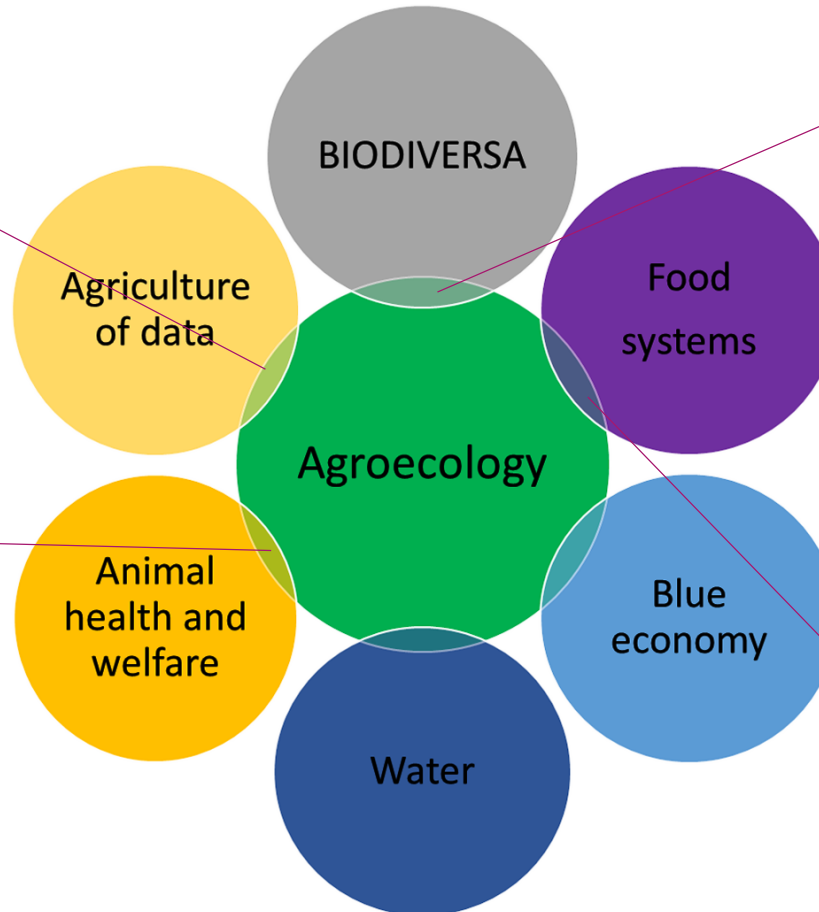 BIODIVERSA
Agriculture
of data
Food
systems
Agroecology
Animal
health and
welfare
Blue
economy
Water